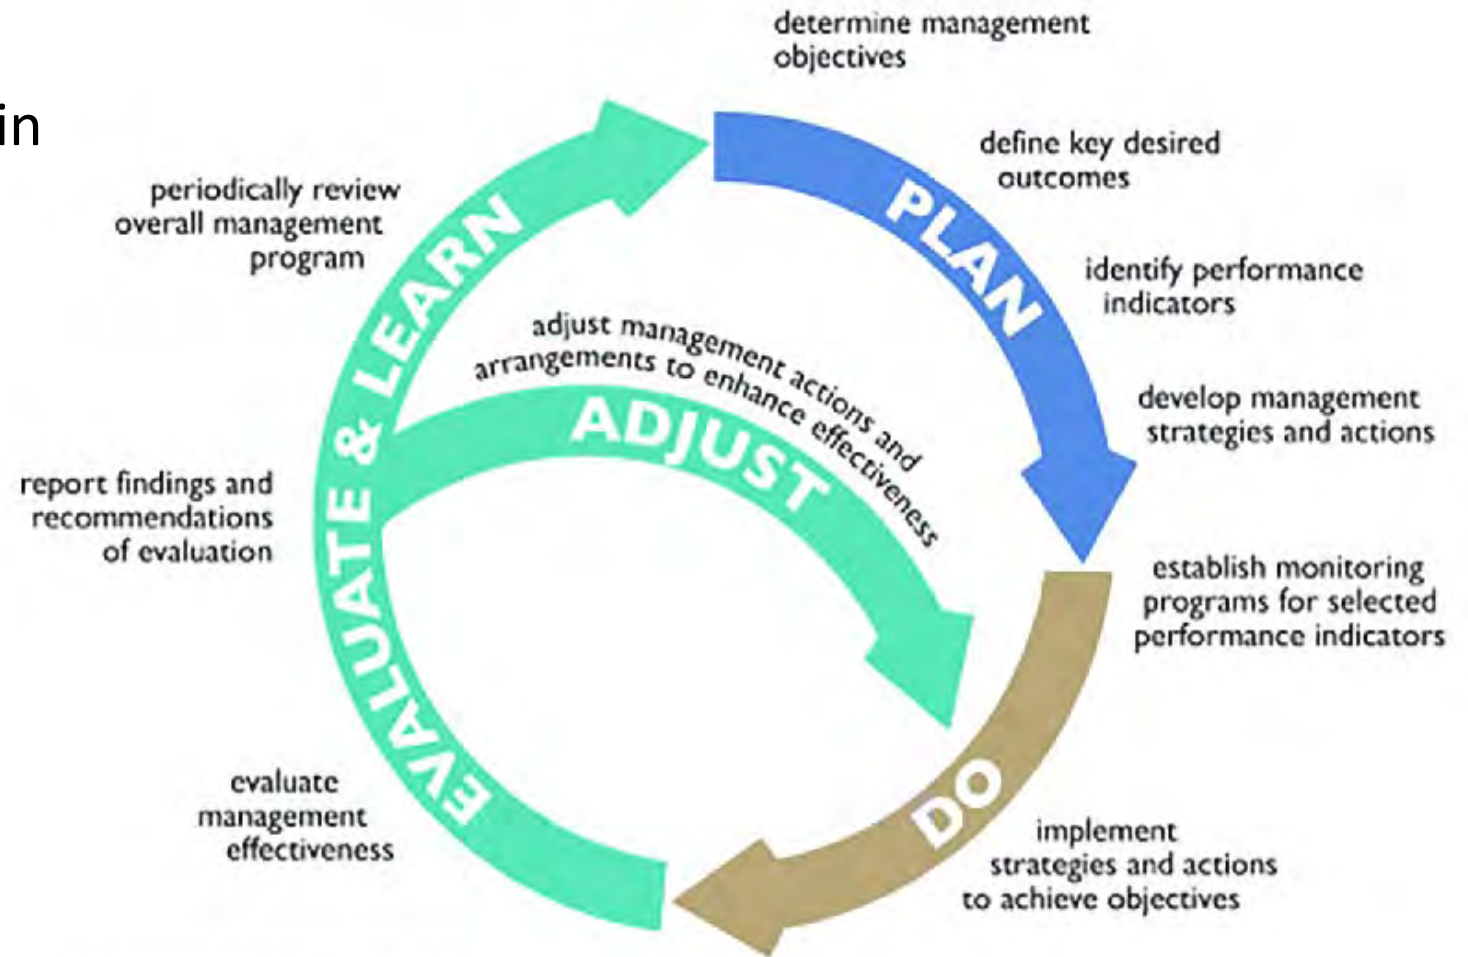 in
determine management
objectives
define key desired
outcomes
PLAN
identify performance
indicators
develop management
strategies and actions
establish monitoring
programs for selected
performance indicators
DO
implement
strategies and actions
to achieve objectives
evaluate
management
effectiveness
EVALUATE & LEARN
report findings and
recommendations
of evaluation
periodically review
overall management
program
adjust management actions and
arrangements to enhance effectiveness
ADJUST